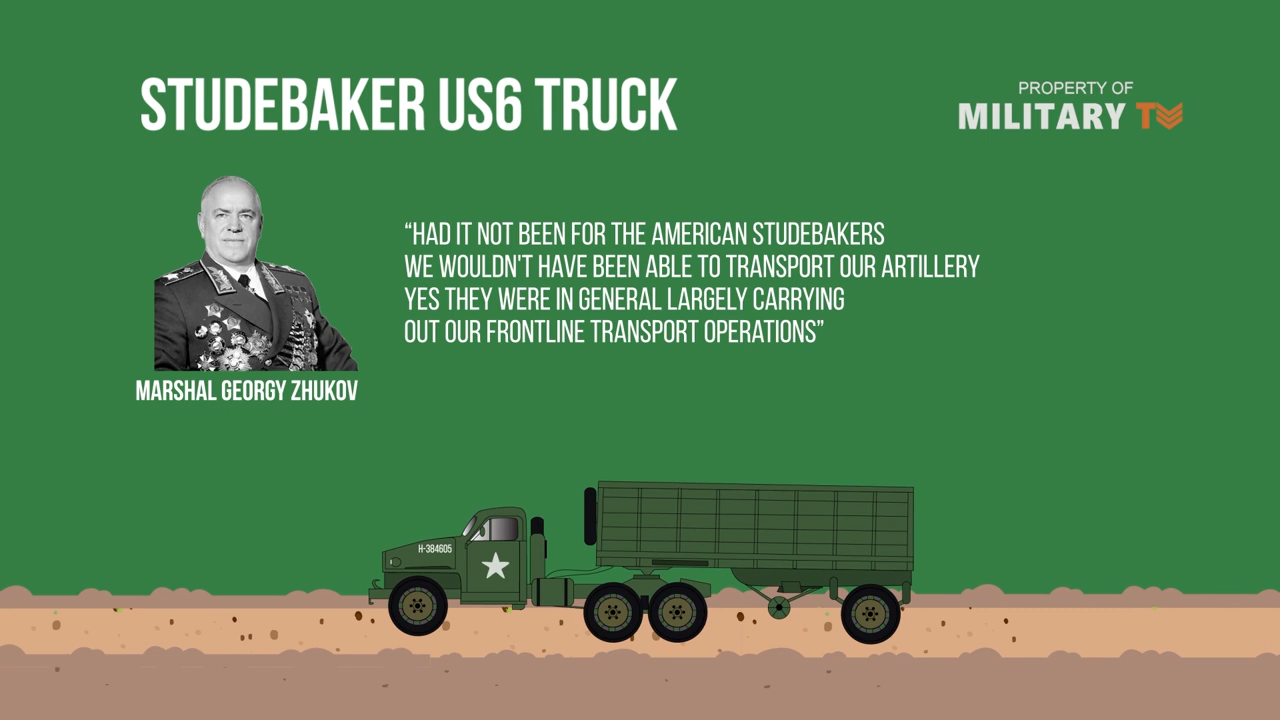 STUDEBAKER US6 TRUCK
PROPERTY OF
MILITARY TV
“HAD IT NOT BEEN FOR THE AMERICAN STUDEBAKERS
WE WOULDN'T HAVE BEEN ABLE TO TRANSPORT OUR ARTILLERY
YES THEY WERE IN GENERAL LARGELY CARRYING
OUT OUR FRONTLINE TRANSPORT OPERATIONS”
MARSHAL GEORGY ZHUKOV
H-384605